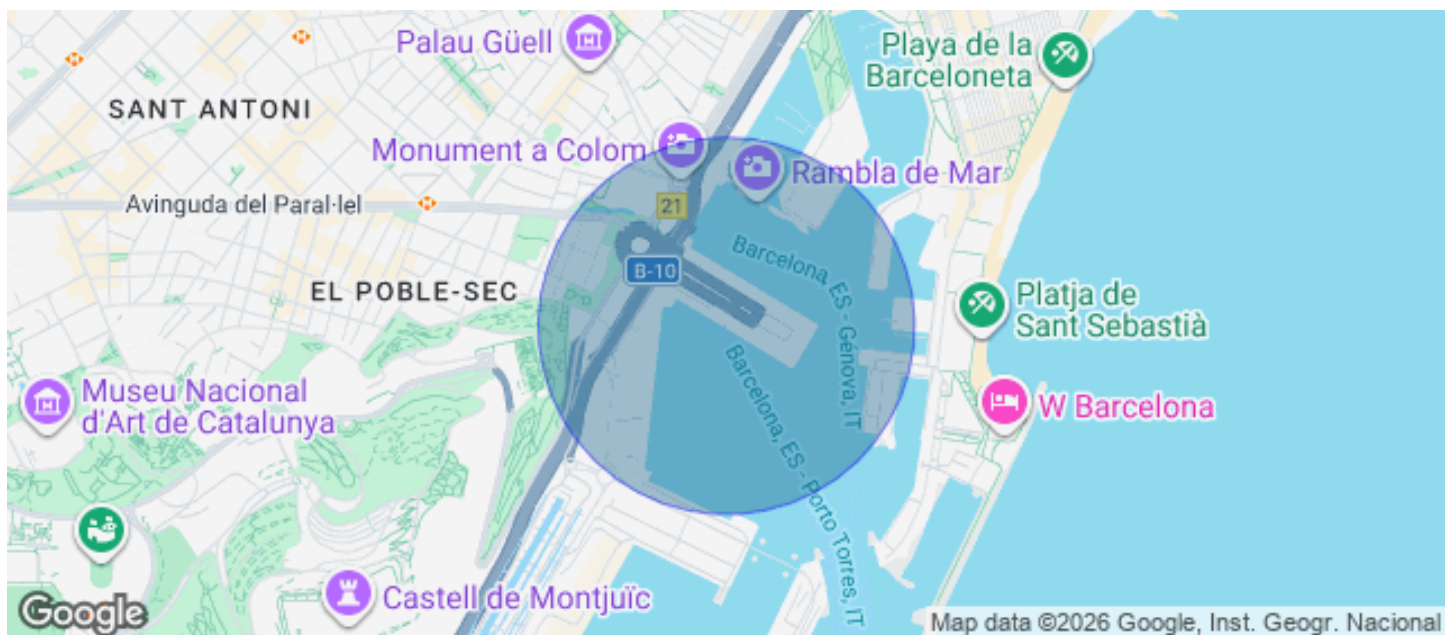 Palau Güell
Playa de la
Barceloneta
SANT ANTONI
Monument a Colom
Rambla de Mar
Avinguda del Paral·lel
21
Barcelona, ES - Génova, IT
B-10
EL POBLE-SEC
Platja de
Sant Sebastià
Barcelona, ES - Porto Torres, IT
Museu Nacional
d'Art de Catalunya
W Barcelona
Castell de Montjuïc
Google
Map data ©2026 Google, Inst. Geogr. Nacional